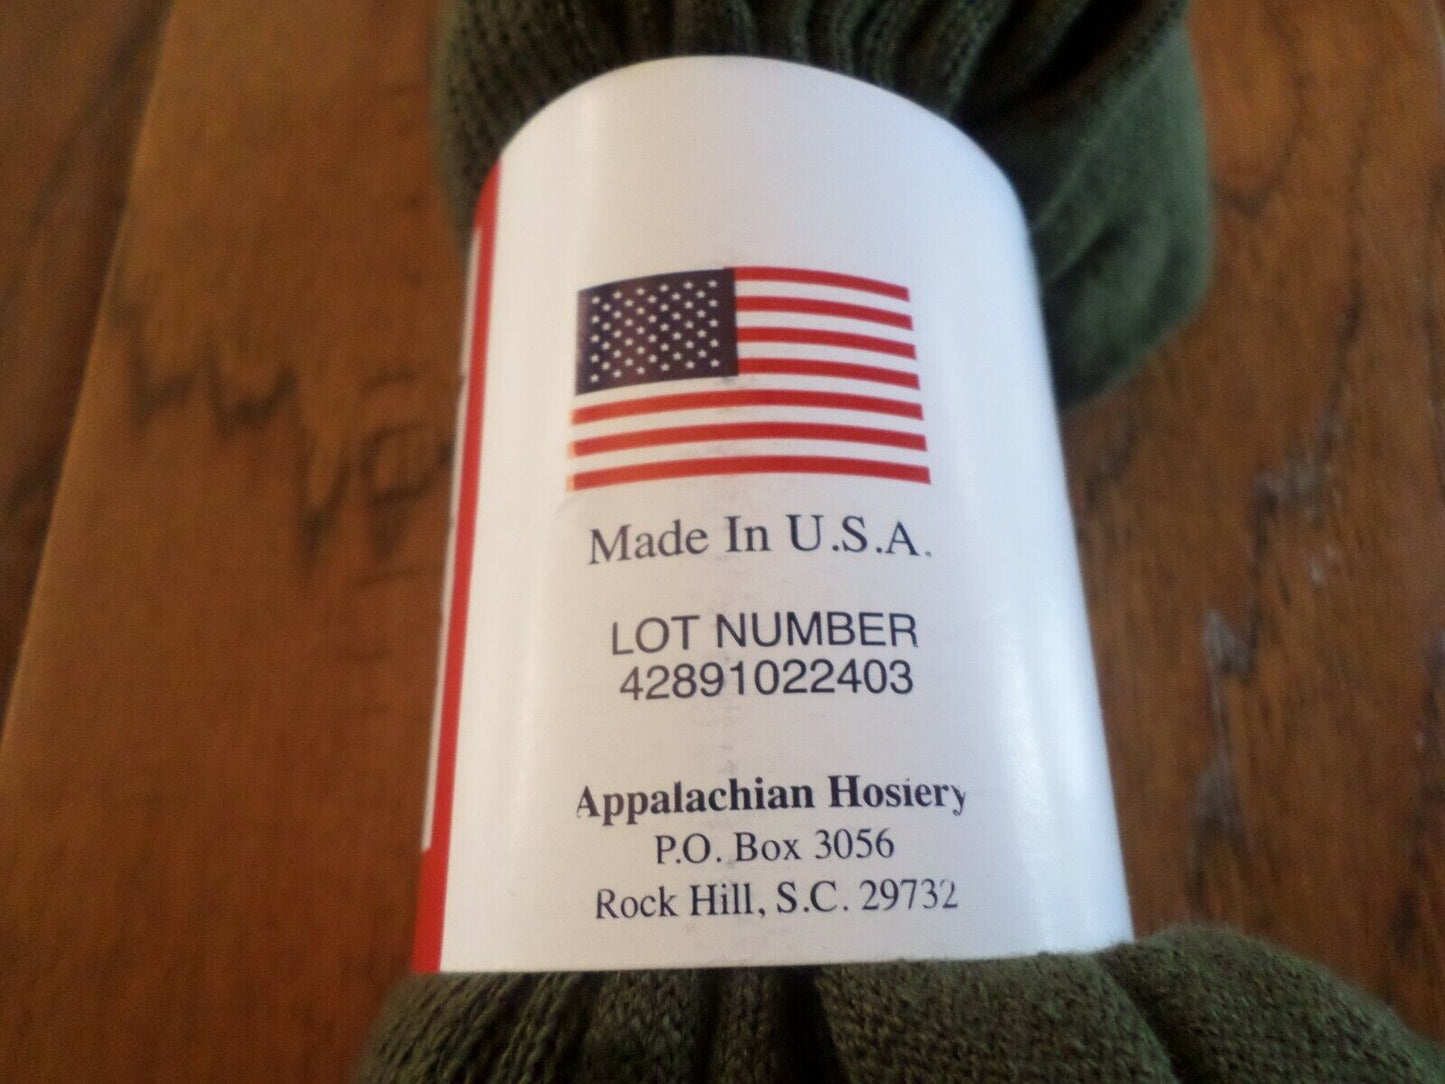 Made In U.S.A.
LOT NUMBER
42891022403
Appalachian Hosiery
P.O. Box 3056
Rock Hill, S.C. 29732